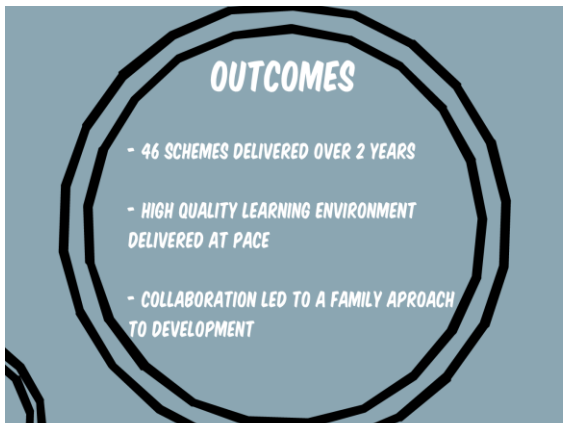 OUTCOMES
- 46 SCHEMES DELIVERED OVER 2 YEARS
- HIGH QUALITY LEARNING ENVIRONMENT
DELIVERED AT PACE
- COLLABORATION LED TO A FAMILY APROACH
TO DEVELOPMENT